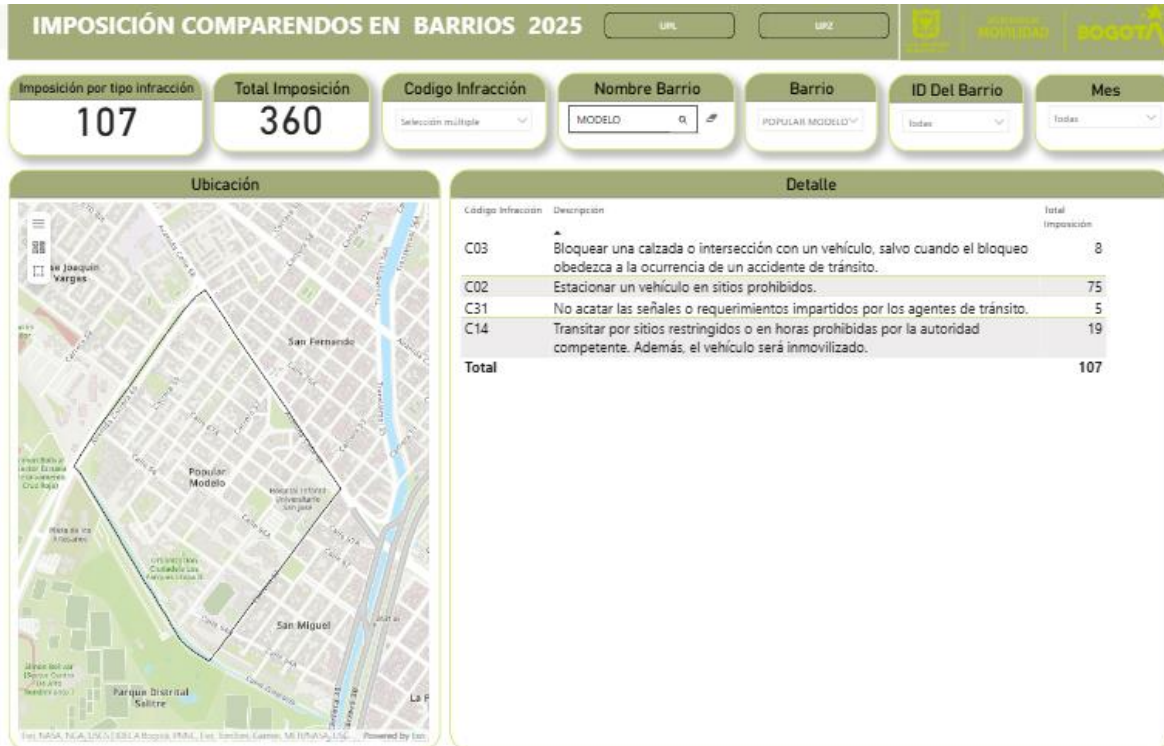 IMPOSICIÓN COMPARENDOS EN BARRIOS 2025
UPL
UPZ
MOVILIDAD
BOGOTÁ
Imposición por tipo infracción
107
Total Imposición
360
Codigo Infracción
Selección múltiple
Nombre Barrio
MODELO
Barrio
POPULAR MODELO
ID Del Barrio
Todas
Mes
Todas
Ubicación
San Fernando
Popular
Modelo
Hospital Infantil
Universitario
San José
San Miguel
Parque Distrital
Salitre
Powered by Esri
Detalle
Código Infracción Descripción Total
Imposición
C03 Bloquear una calzada o intersección con un vehículo, salvo cuando el bloqueo 8
obedezca a la ocurrencia de un accidente de tránsito.
C02 Estacionar un vehículo en sitios prohibidos. 75
C31 No acatar las señales o requerimientos impartidos por los agentes de tránsito. 5
C14 Transitar por sitios restringidos o en horas prohibidas por la autoridad 19
competente. Además, el vehículo será inmovilizado.
Total 107